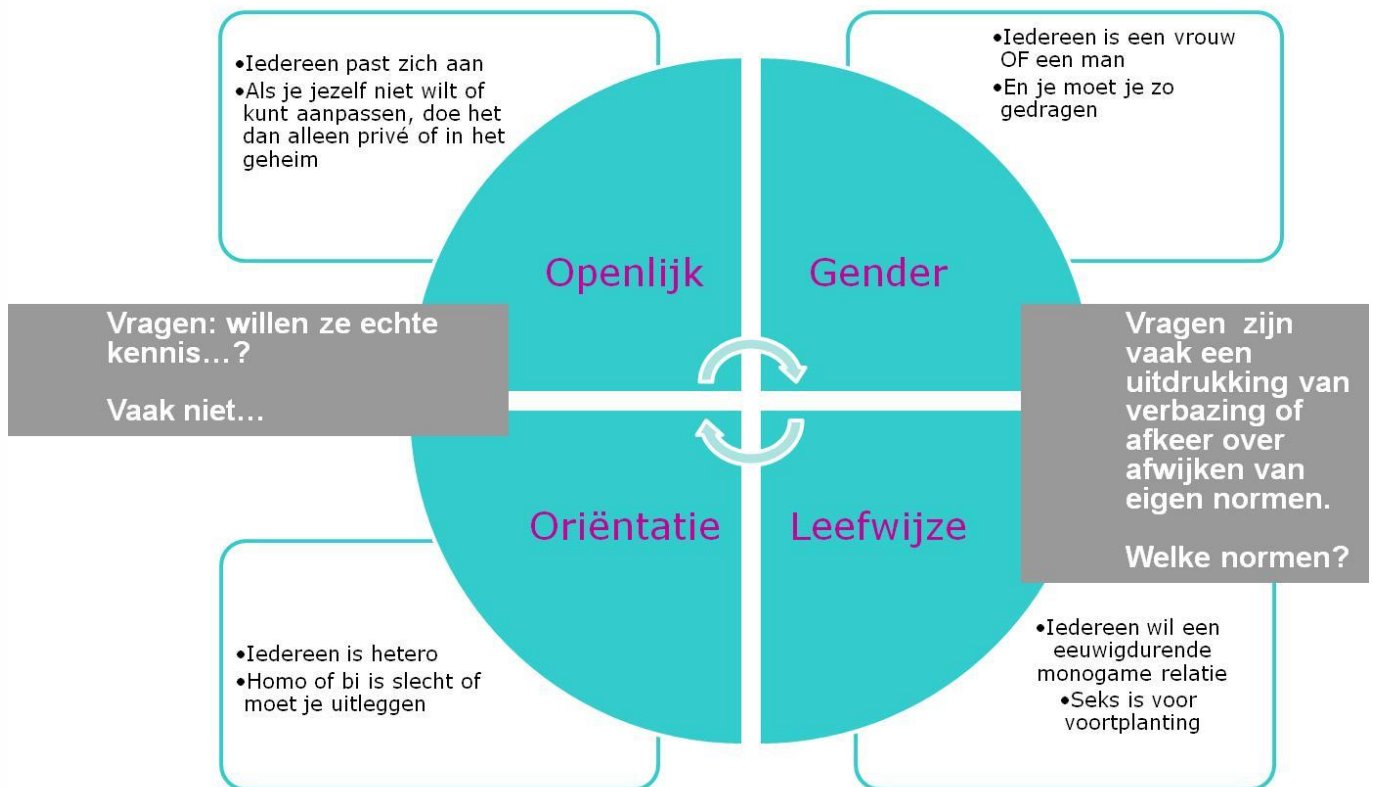 •Iedereen past zich aan
•Als je jezelf niet wilt of
kunt aanpassen, doe het
dan alleen privé of in het
geheim
•Iedereen is een vrouw
OF een man
•En je moet je zo
gedragen
Openlijk
Gender
Vragen: willen ze echte
kennis...?
Vaak niet...
Vragen zijn
vaak een
uitdrukking van
verbazing of
afkeer over
afwijken van
eigen normen.
Welke normen?
Oriëntatie
Leefwijze
•Iedereen is hetero
•Homo of bi is slecht of
moet je uitleggen
•Iedereen wil een
eeuwigdurende
monogame relatie
•Seks is voor
voortplanting